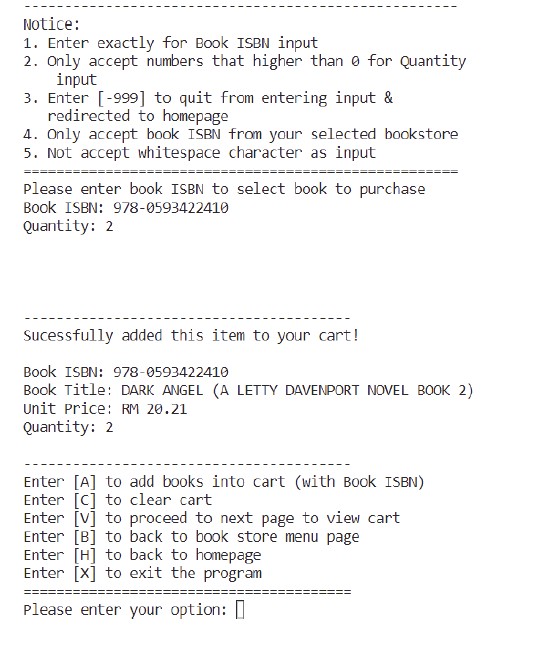 -----------------------------------------------------
Notice:
1. Enter exactly for Book ISBN input
2. Only accept numbers that higher than 0 for Quantity
input
3. Enter [-999] to quit from entering input &
redirected to homepage
4. Only accept book ISBN from your selected bookstore
5. Not accept whitespace character as input
=====================================================
Please enter book ISBN to select book to purchase
Book ISBN: 978-0593422410
Quantity: 2
----------------------------------------
Sucessfully added this item to your cart!
Book ISBN: 978-0593422410
Book Title: DARK ANGEL (A LETTY DAVENPORT NOVEL BOOK 2)
Unit Price: RM 20.21
Quantity: 2
----------------------------------------
Enter [A] to add books into cart (with Book ISBN)
Enter [C] to clear cart
Enter [V] to proceed to next page to view cart
Enter [B] to back to book store menu page
Enter [H] to back to homepage
Enter [X] to exit the program
========================================
Please enter your option: